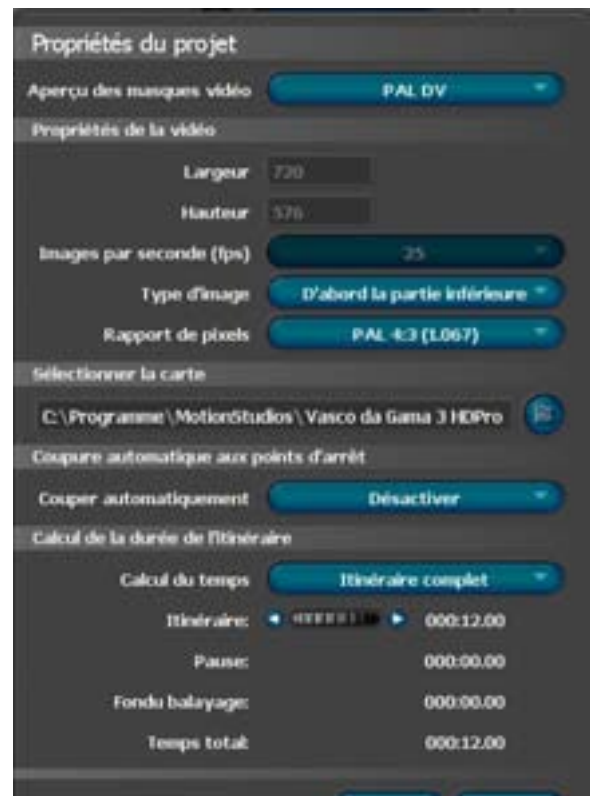 Propriétés du projet
Aperçu des masques vidéo PAL DV
Propriétés de la vidéo
Largeur 720
Hauteur 576
Images par seconde (fps) 25
Type d'image D'abord la partie inférieure
Rapport de pixels PAL 4:3 (1.067)
Sélectionner la carte
C:\Programme\MotionStudios\Vasco da Gama 3 HDPro
Coupure automatique aux points d'arrêt
Couper automatiquement Désactiver
Calcul de la durée de l'itinéraire
Calcul du temps Itinéraire complet
Itinéraire: 000:12.00
Pause: 000:00.00
Fondu balayage: 000:00.00
Temps total: 000:12.00